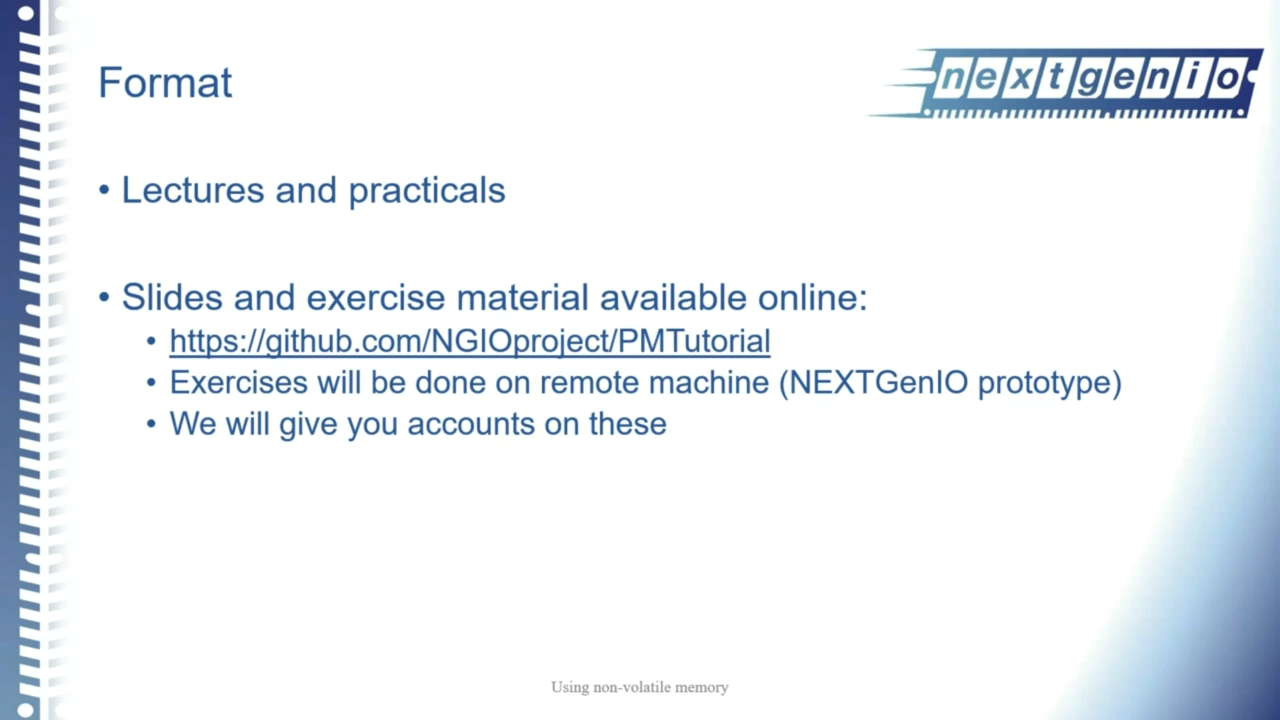 Format
nextgenio
• Lectures and practicals
• Slides and exercise material available online:
• https://github.com/NGIOproject/PMTutorial
• Exercises will be done on remote machine (NEXTGenIO prototype)
• We will give you accounts on these
Using non-volatile memory